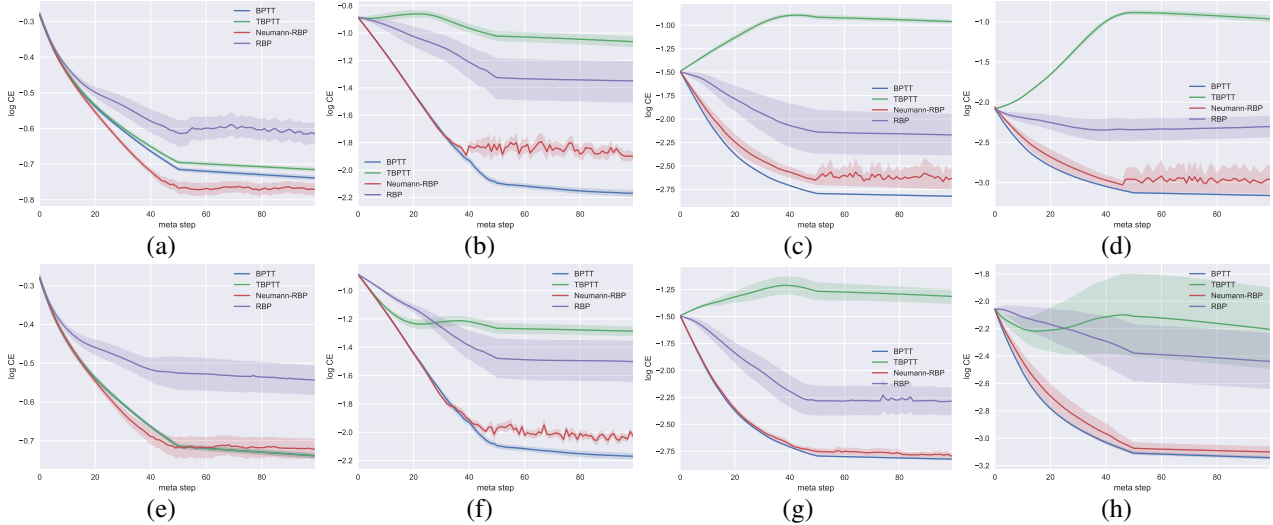 −0.3
−0.4
−0.5
−0.6
−0.7
−0.8
log CE
0 20 40 60 80
meta step
BPTT
TBPTT
Neumann-RBP
RBP
(a)
−0.8
−1.0
−1.2
−1.4
−1.6
−1.8
−2.0
−2.2
log CE
0 20 40 60 80
meta step
BPTT
TBPTT
Neumann-RBP
RBP
(b)
−1.00
−1.25
−1.50
−1.75
−2.00
−2.25
−2.50
−2.75
log CE
0 20 40 60 80
meta step
BPTT
TBPTT
Neumann-RBP
RBP
(c)
−1.0
−1.5
−2.0
−2.5
−3.0
log CE
0 20 40 60 80
meta step
BPTT
TBPTT
Neumann-RBP
RBP
(d)
−0.3
−0.4
−0.5
−0.6
−0.7
log CE
0 20 40 60 80
meta step
BPTT
TBPTT
Neumann-RBP
RBP
(e)
−1.0
−1.2
−1.4
−1.6
−1.8
−2.0
−2.2
log CE
0 20 40 60 80
meta step
BPTT
TBPTT
Neumann-RBP
RBP
(f)
−1.25
−1.50
−1.75
−2.00
−2.25
−2.50
−2.75
log CE
0 20 40 60 80
meta step
BPTT
TBPTT
Neumann-RBP
RBP
(g)
−1.8
−2.0
−2.2
−2.4
−2.6
−2.8
−3.0
−3.2
log CE
0 20 40 60 80
meta step
BPTT
TBPTT
Neumann-RBP
RBP
(h)